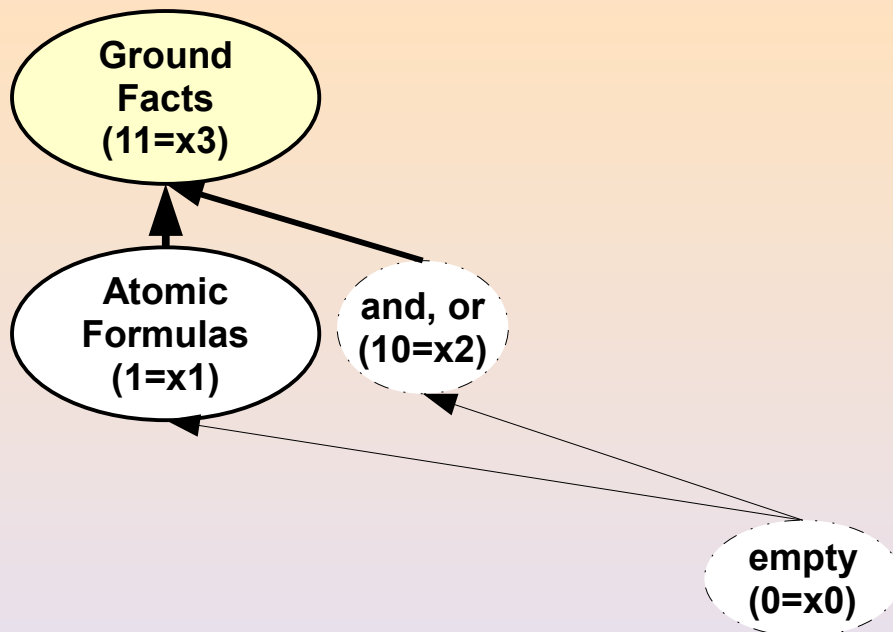 Ground
Facts
(11=x3)
Atomic
Formulas
(1=x1)
and, or
(10=x2)
empty
(0=x0)